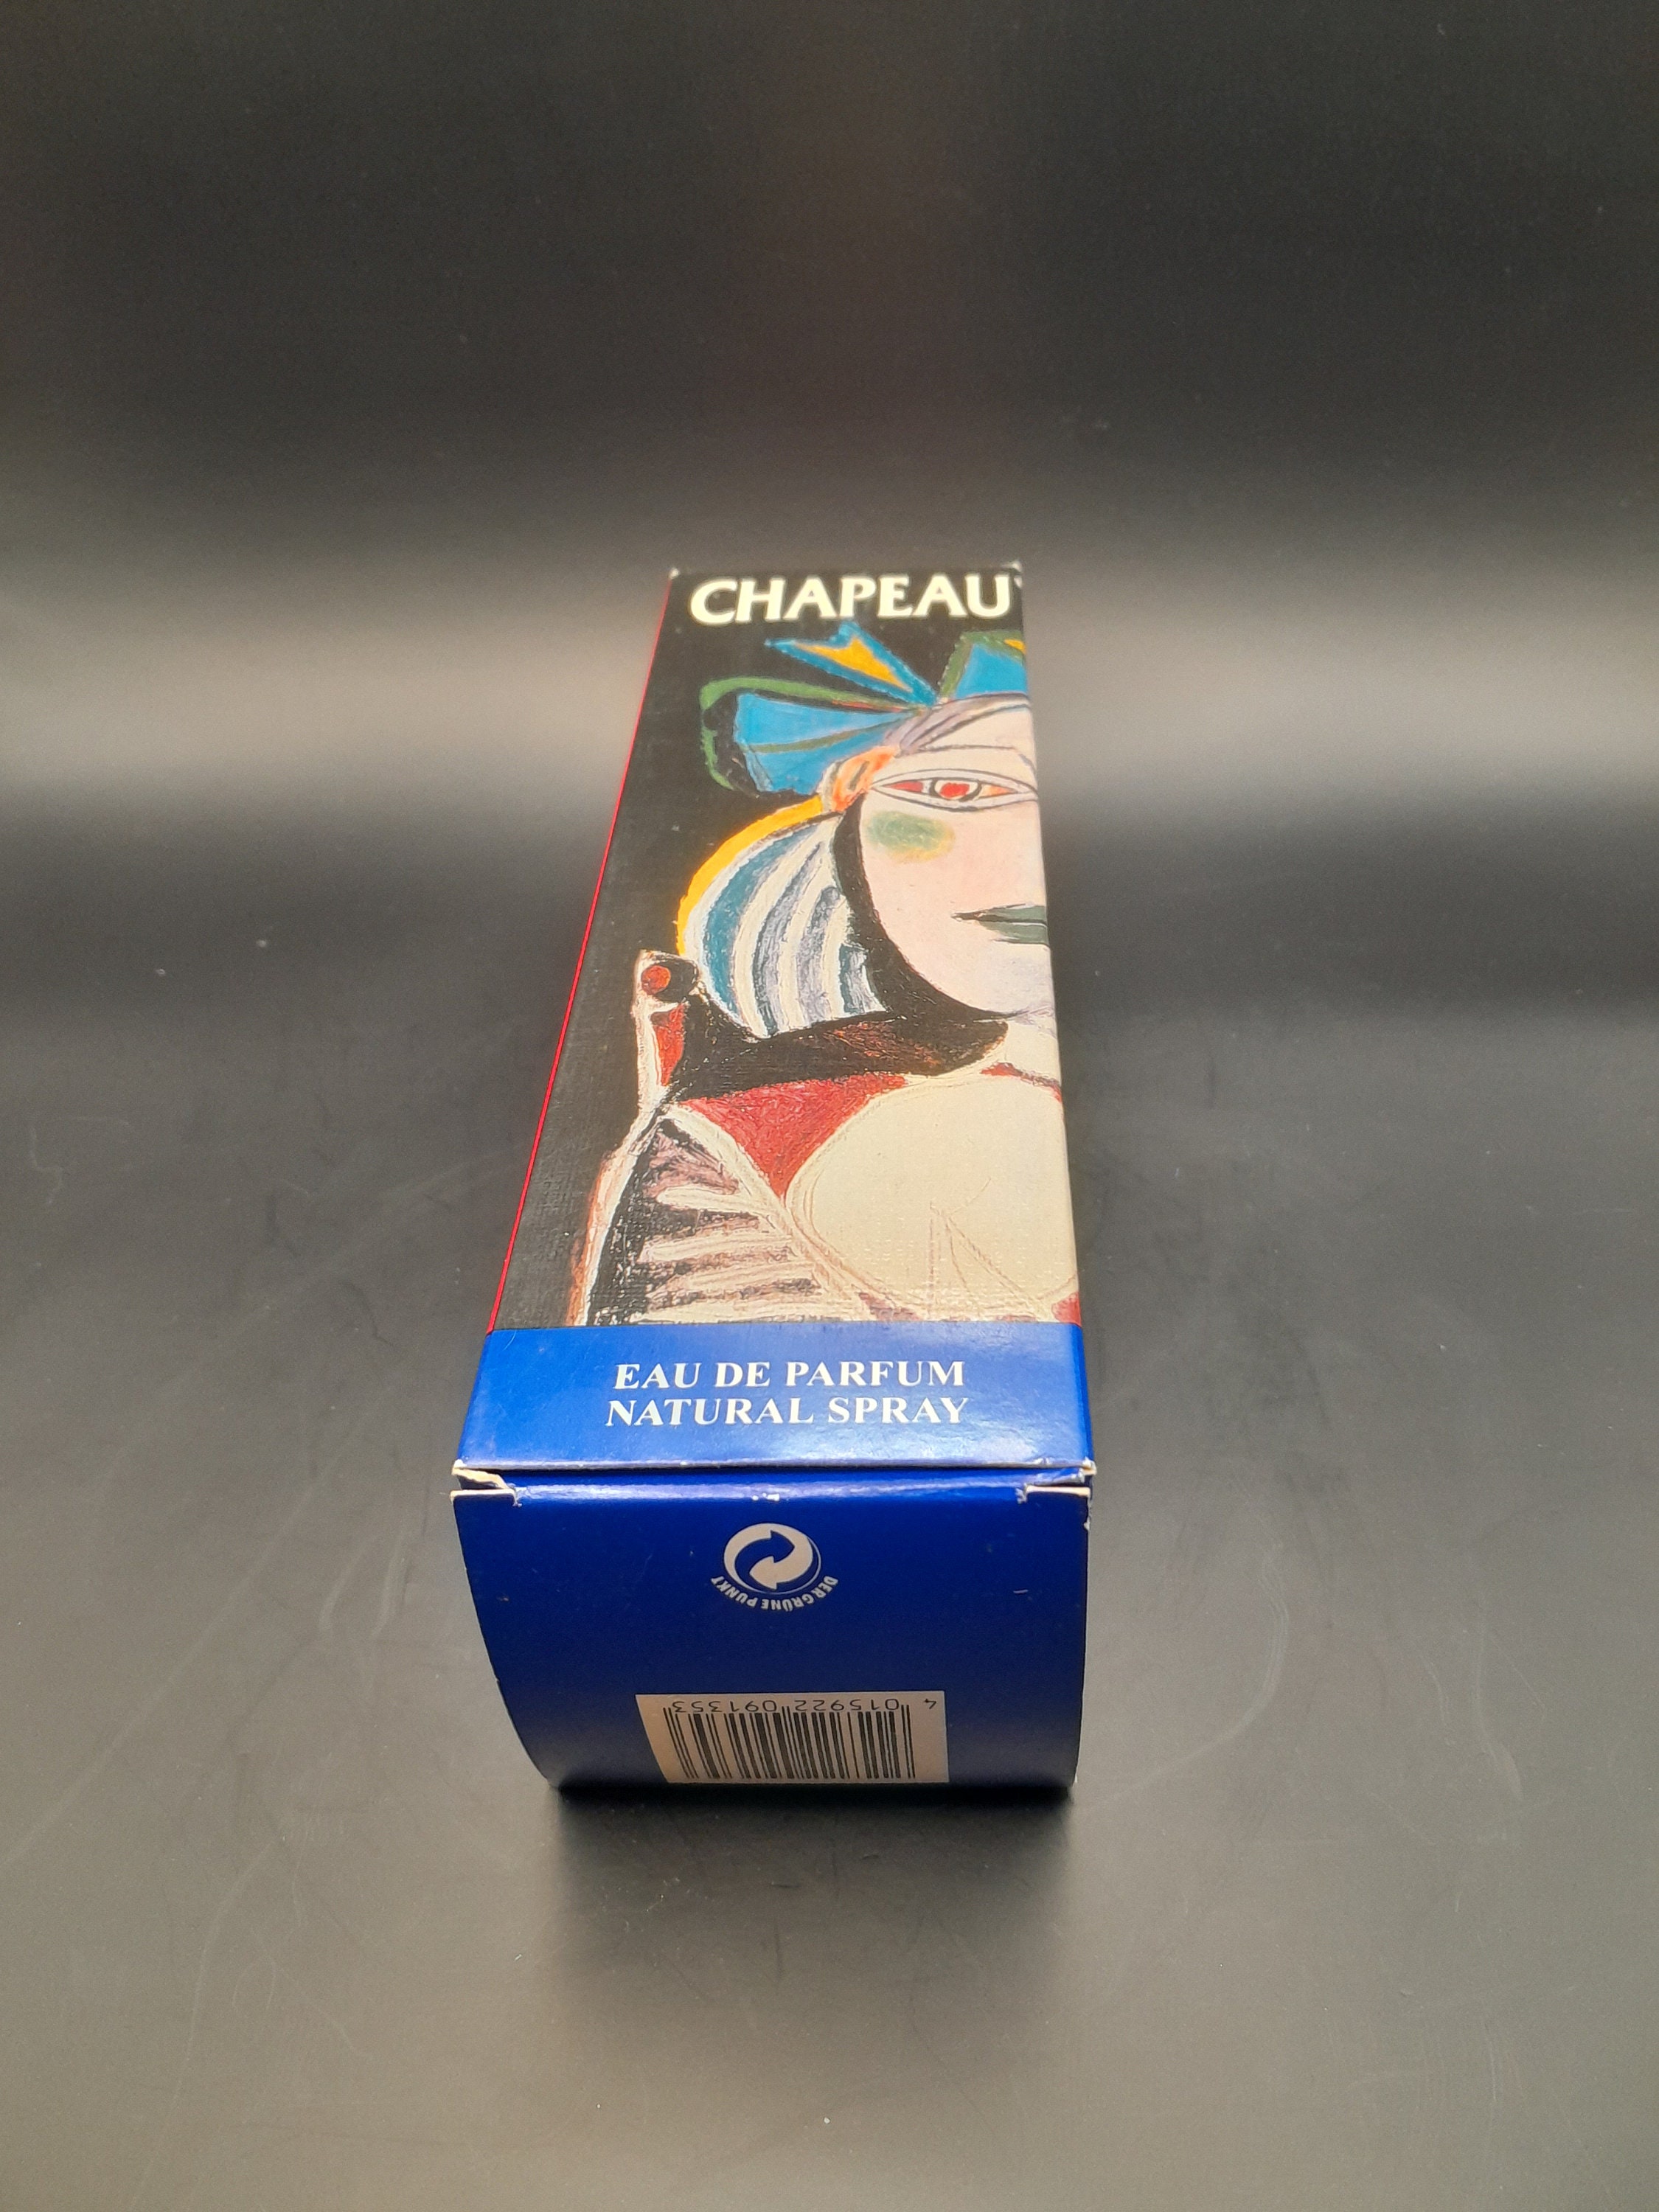 CHAPEAU
EAU DE PARFUM
NATURAL SPRAY
DER GRÜNE PUNKT
4 015922 091353